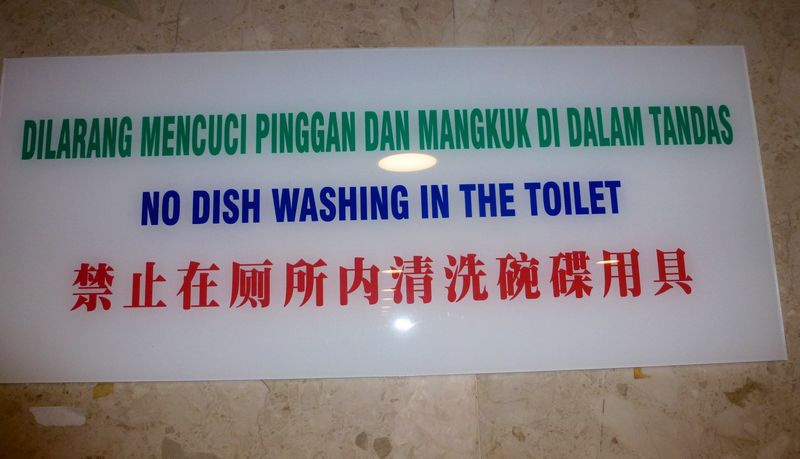 DILARANG MENCUCI PINGGAN DAN MANGKUK DI DALAM TANDAS
NO DISH WASHING IN THE TOILET
禁止在厕所内清洗碗碟用具